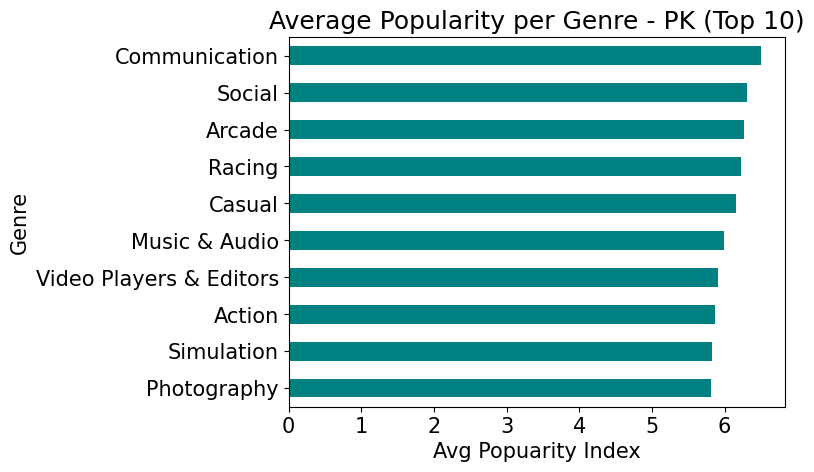 Average Popularity per Genre - PK (Top 10)
Communication
Social
Arcade
Racing
Casual
Music & Audio
Video Players & Editors
Action
Simulation
Photography
Genre
0 1 2 3 4 5 6
Avg Popuarity Index